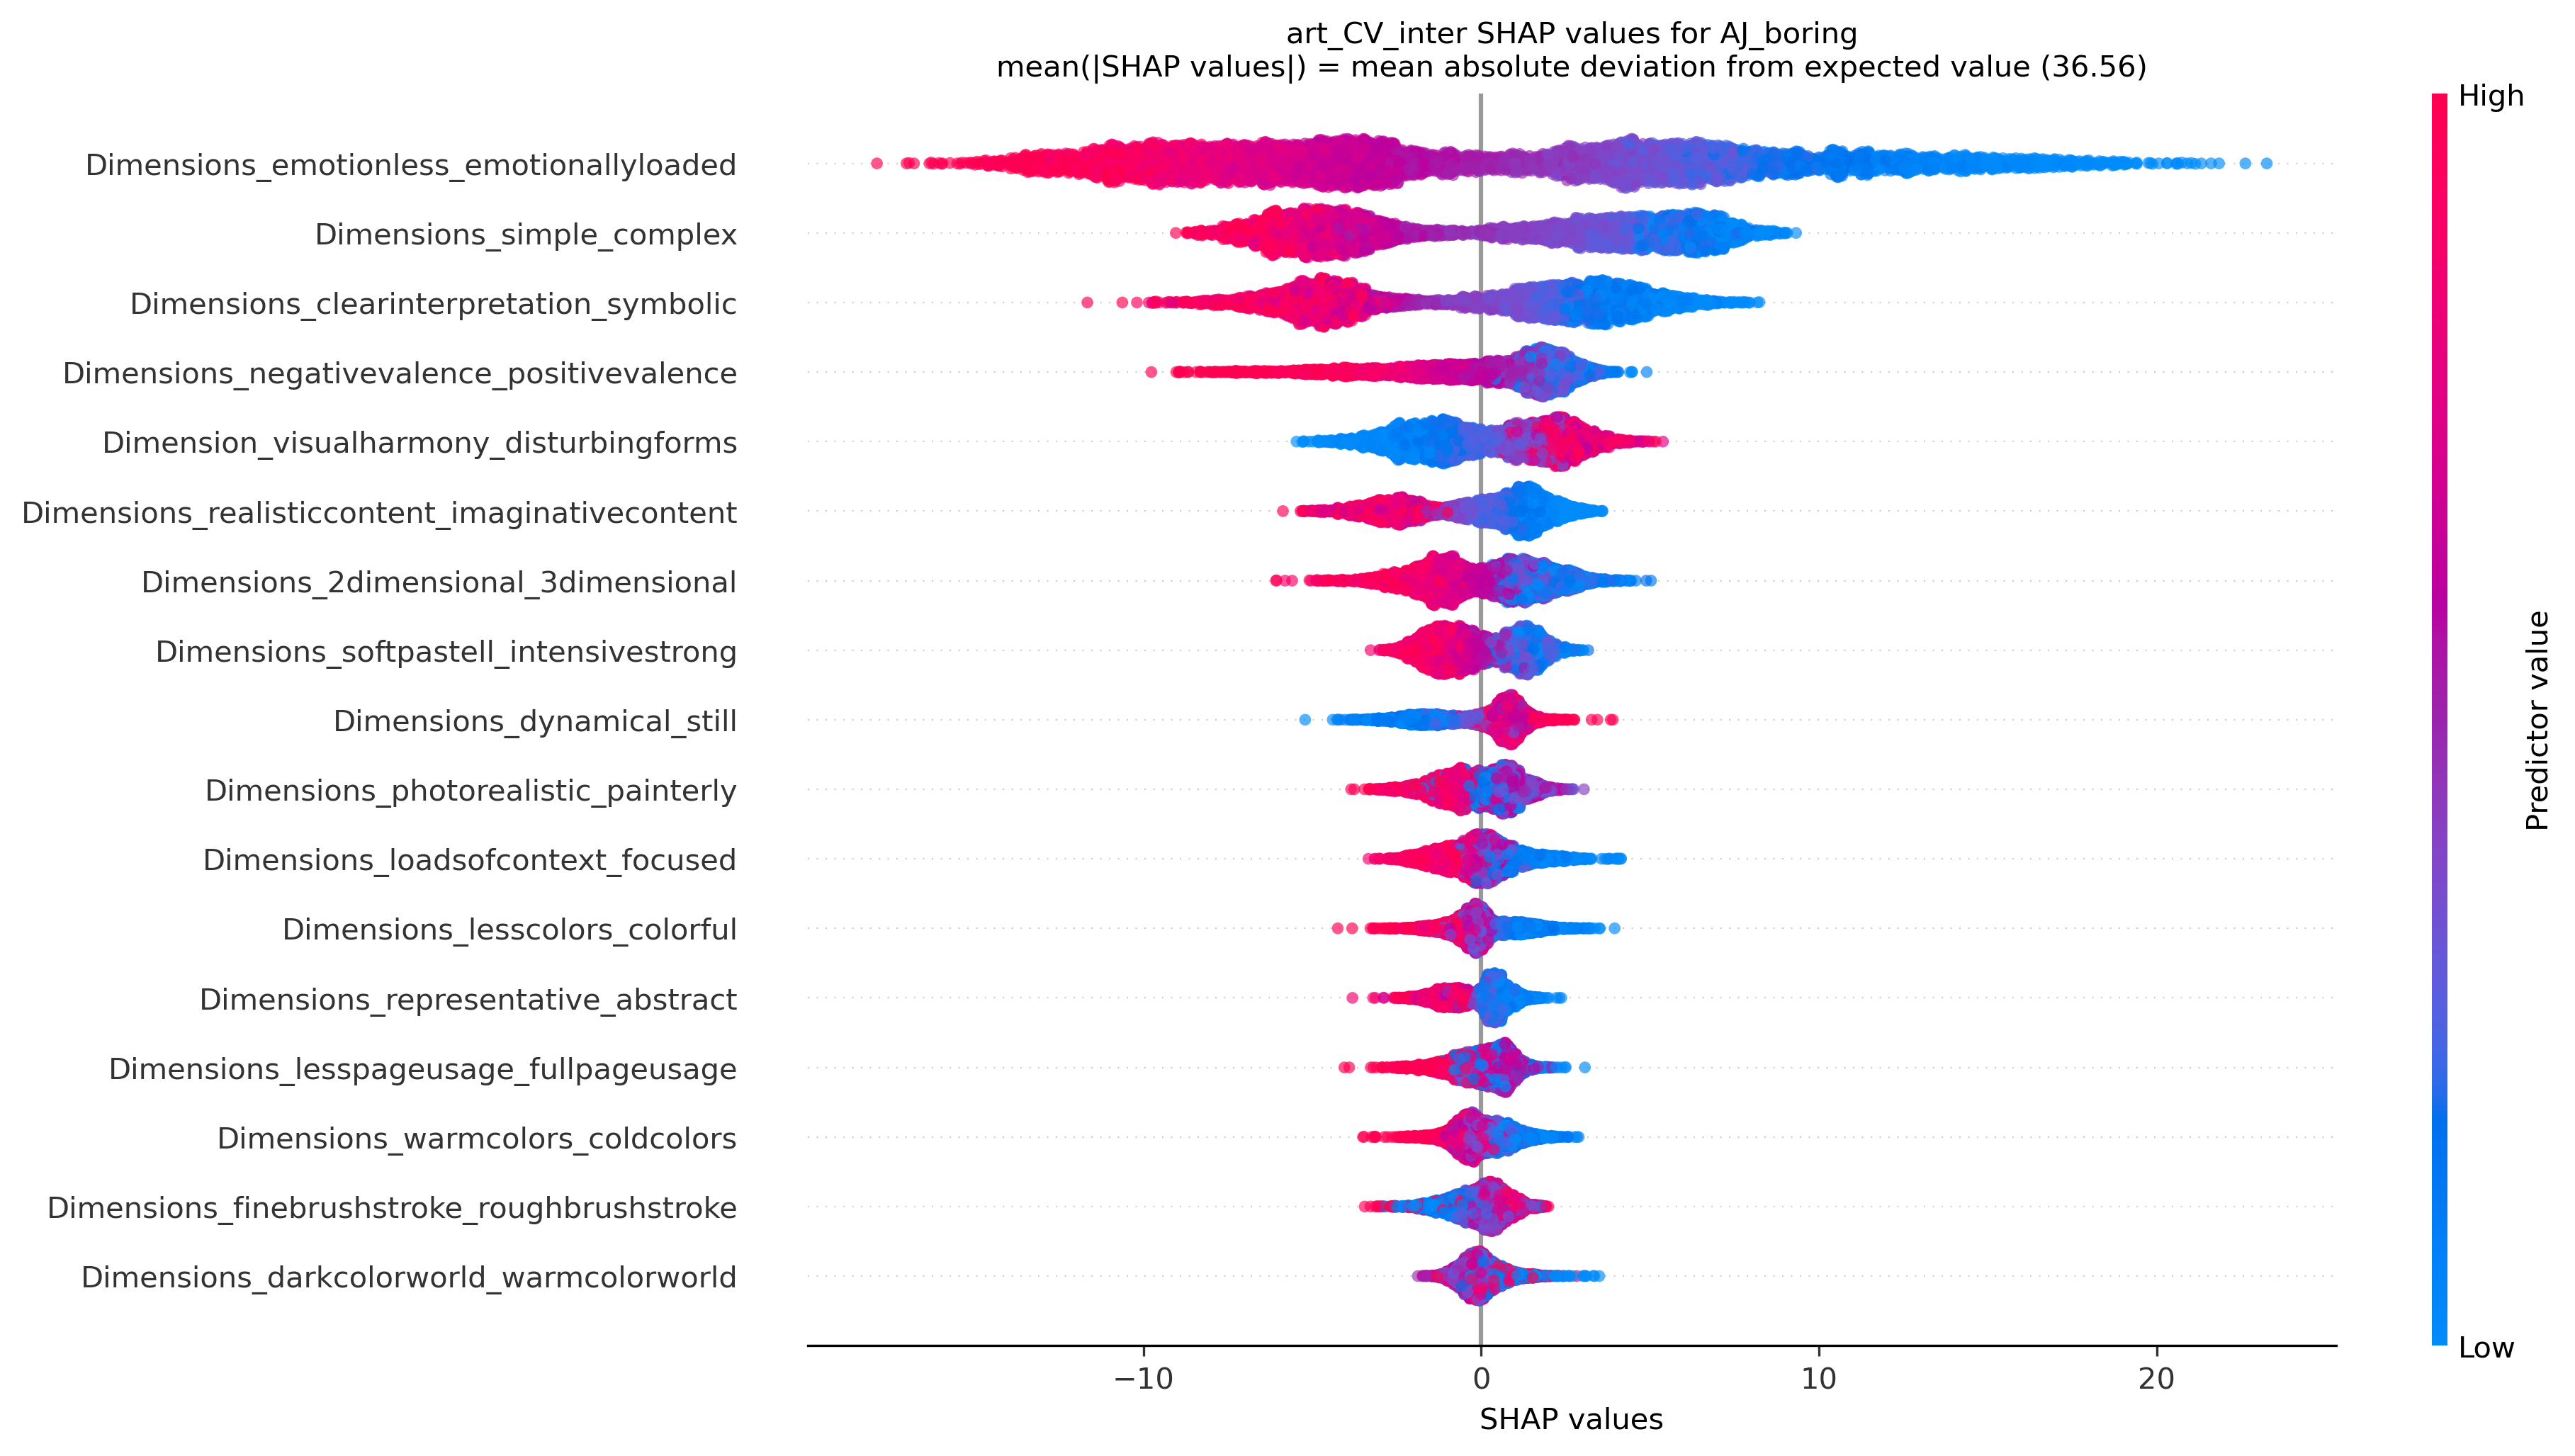 art_CV_inter SHAP values for AJ_boring
mean(|SHAP values|) = mean absolute deviation from expected value (36.56)
High
Dimensions_emotionless_emotionallyloaded
Dimensions_simple_complex
Dimensions_clearinterpretation_symbolic
Dimensions_negativevalence_positivevalence
Dimension_visualharmony_disturbingforms
Dimensions_realisticcontent_imaginativecontent
Dimensions_2dimensional_3dimensional
Dimensions_softpastell_intensivestrong
Dimensions_dynamical_still
Dimensions_photorealistic_painterly
Dimensions_loadsofcontext_focused
Dimensions_lesscolors_colorful
Dimensions_representative_abstract
Dimensions_lesspageusage_fullpageusage
Dimensions_warmcolors_coldcolors
Dimensions_finebrushstroke_roughbrushstroke
Dimensions_darkcolorworld_warmcolorworld
Predictor value
Low
−10 0 10 20
SHAP values